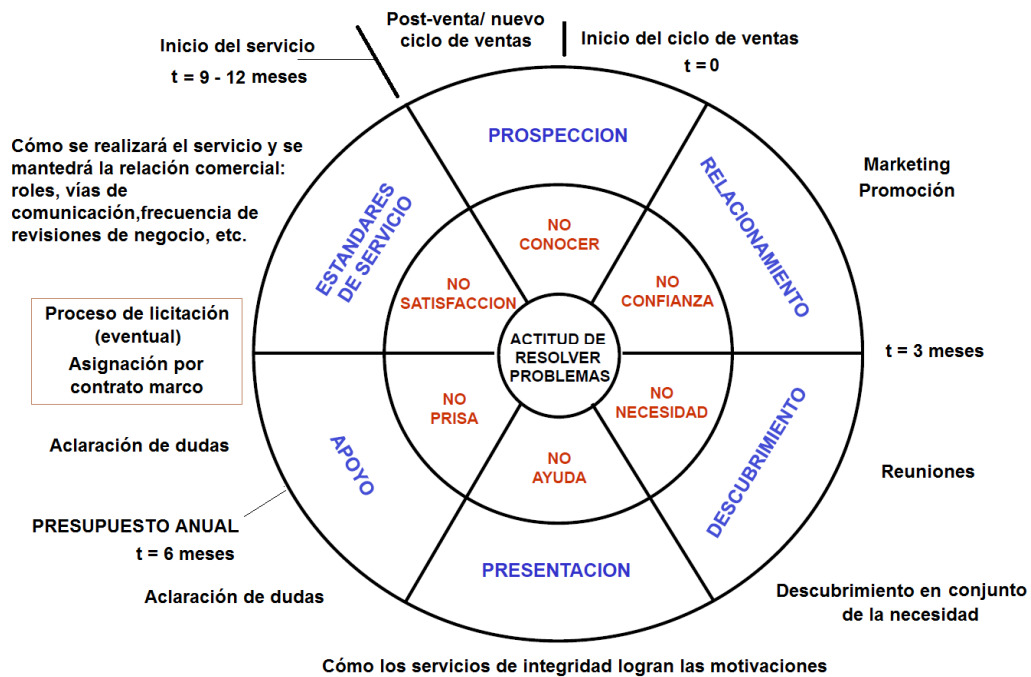 Post-venta/ nuevo
ciclo de ventas
Inicio del ciclo de ventas
t = 0
Inicio del servicio
t = 9 - 12 meses
PROSPECCION
Cómo se realizará el servicio y se
mantedrá la relación comercial:
roles, vías de
comunicación,frecuencia de
revisiones de negocio, etc.
Marketing
Promoción
ESTANDARES
DE SERVICIO
RELACIONAMIENTO
NO
CONOCER
NO
SATISFACCION
NO
CONFIANZA
Proceso de licitación
(eventual)
Asignación por
contrato marco
ACTITUD DE
RESOLVER
PROBLEMAS
t = 3 meses
NO
PRISA
NO
NECESIDAD
NO
AYUDA
Aclaración de dudas
APOYO
DESCUBRIMIENTO
Reuniones
PRESUPUESTO ANUAL
t = 6 meses
PRESENTACION
Aclaración de dudas
Descubrimiento en conjunto
de la necesidad
Cómo los servicios de integridad logran las motivaciones